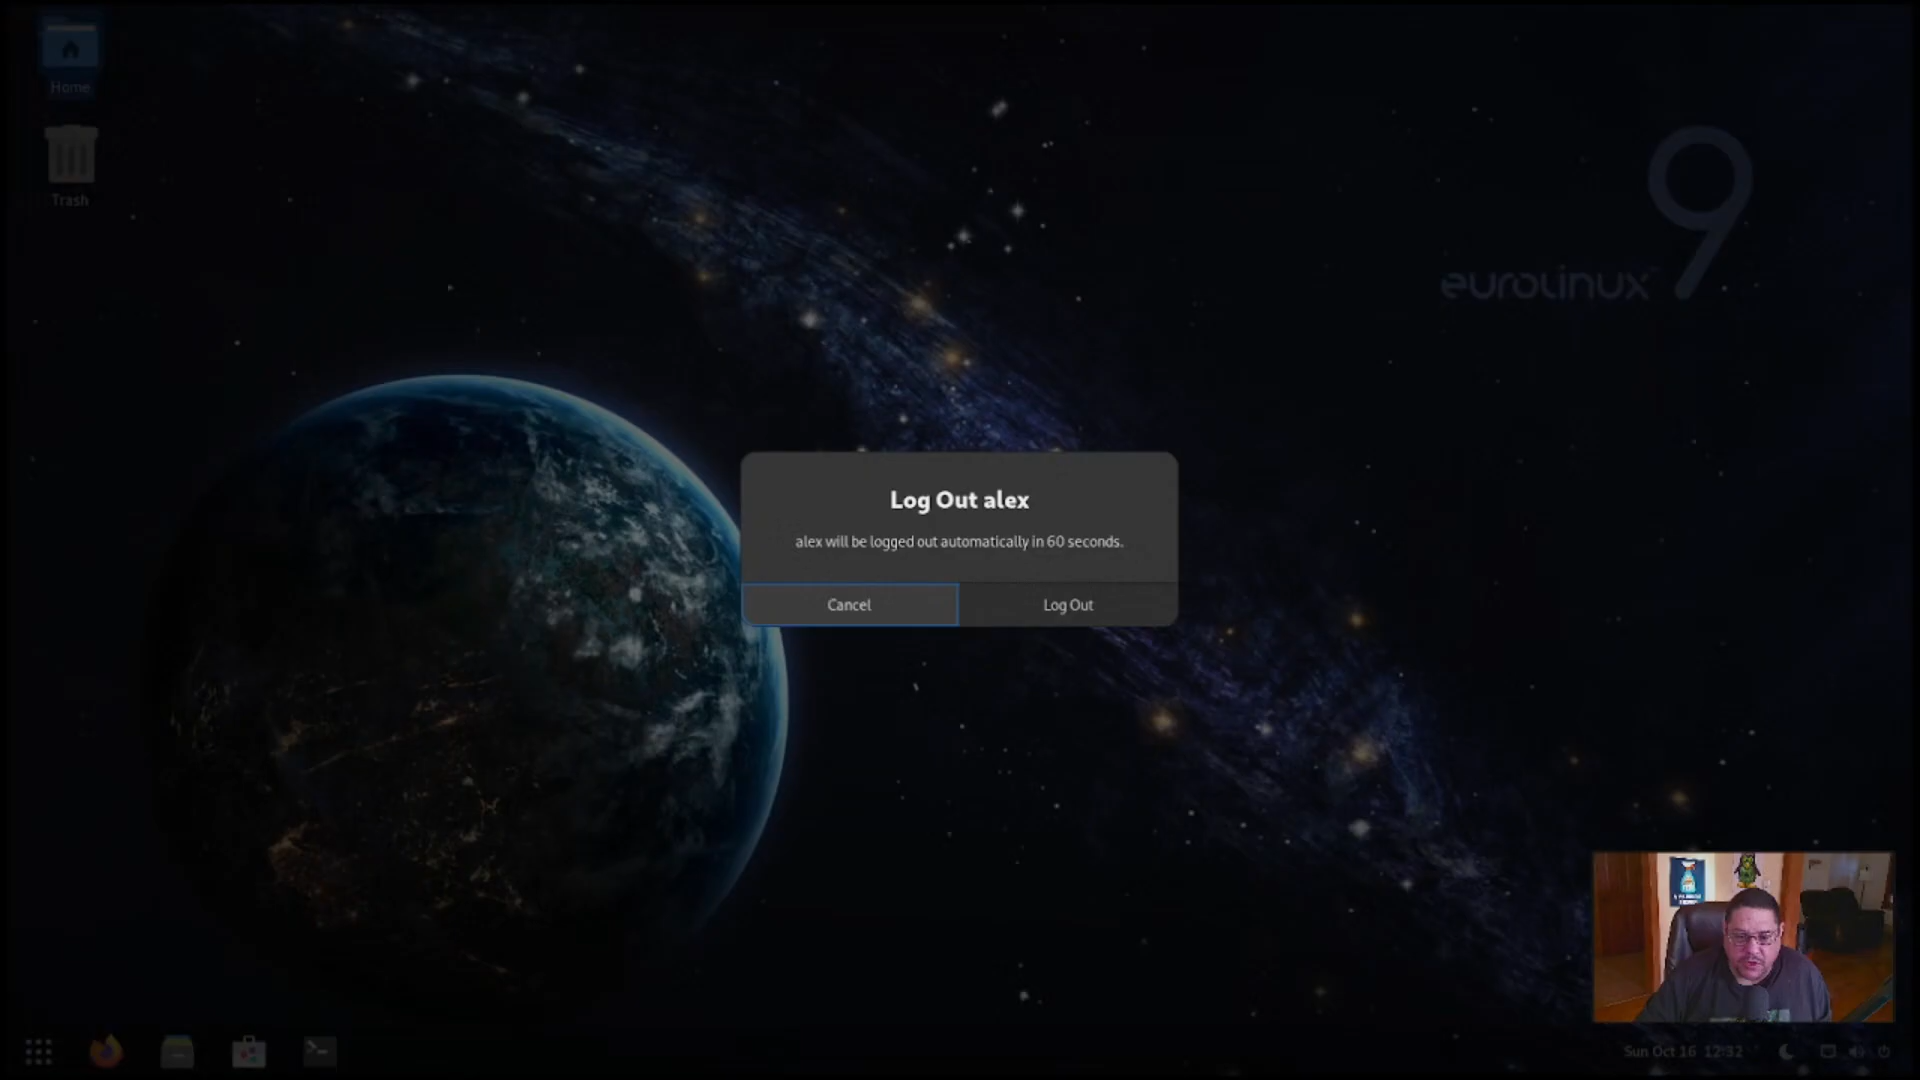 Home
Trash
9
eurolinux
Log Out alex
alex will be logged out automatically in 60 seconds.
Cancel
Log Out
Sun Oct 16 12:32